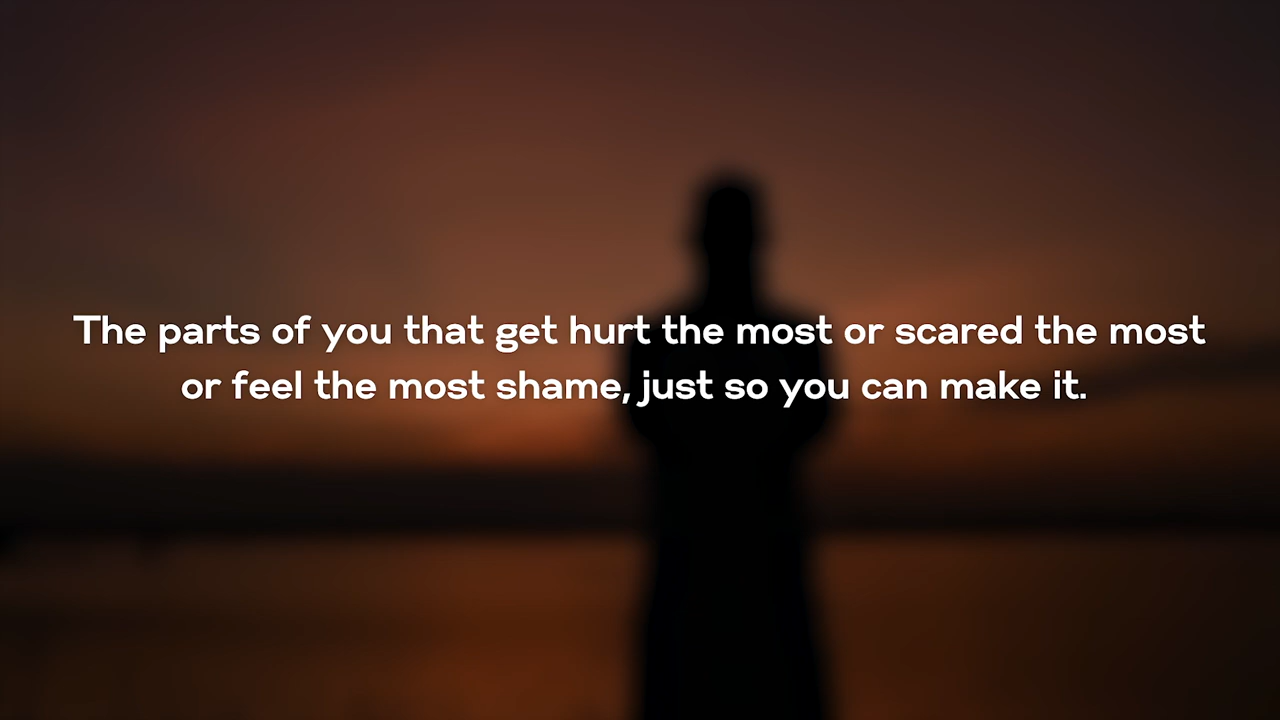 The parts of you that get hurt the most or scared the most
or feel the most shame, just so you can make it.